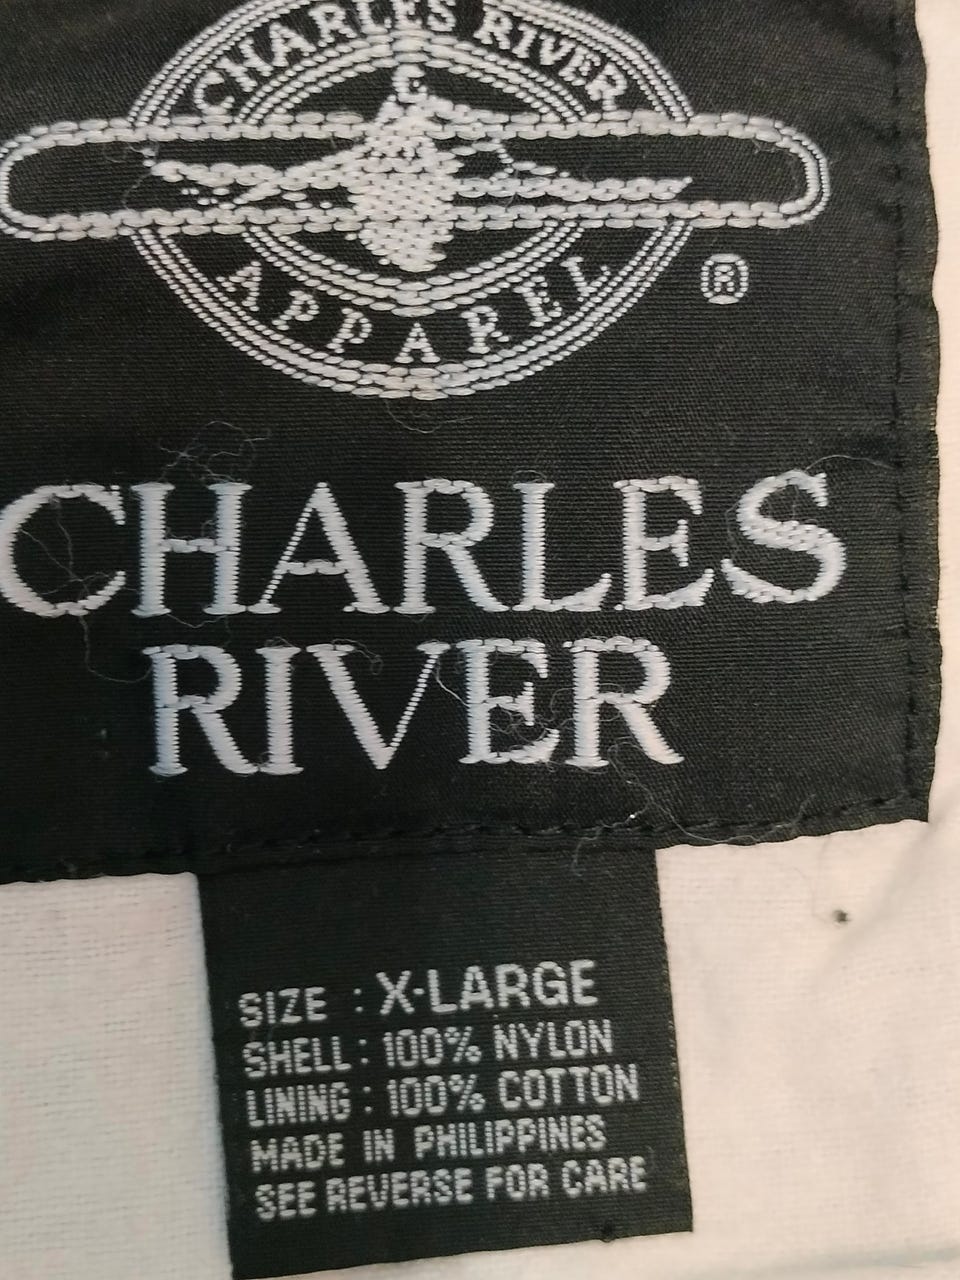 CHARLES RIVER
C
APPAREL
®
CHARLES
RIVER
SIZE : X-LARGE
SHELL : 100% NYLON
LINING : 100% COTTON
MADE IN PHILIPPINES
SEE REVERSE FOR CARE